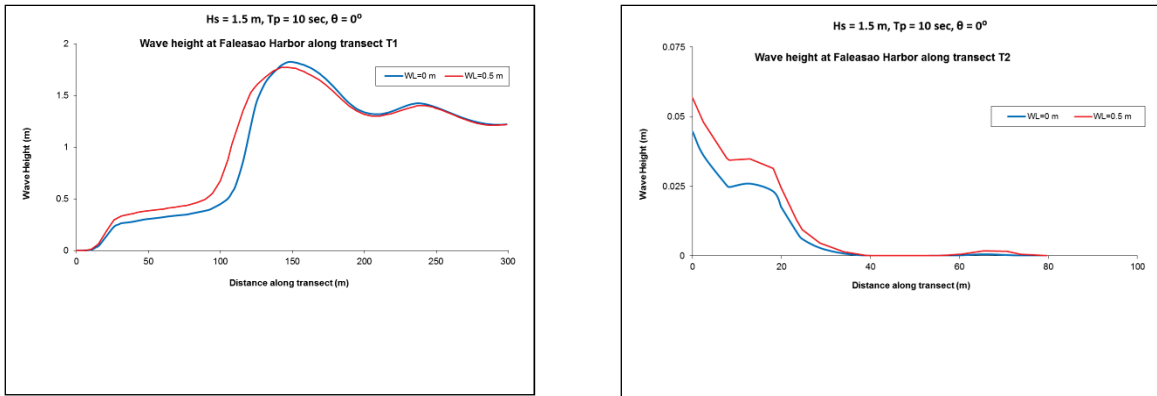 Hs = 1.5 m, Tp = 10 sec, θ = 0⁰
Wave height at Faleasao Harbor along transect T1
WL=0 m
WL=0.5 m
2
1.5
1
0.5
0
0
50
100
150
200
250
300
Wave Height (m)
Distance along transect (m)
Hs = 1.5 m, Tp = 10 sec, θ = 0⁰
Wave height at Faleasao Harbor along transect T2
WL=0 m
WL=0.5 m
0.075
0.05
0.025
0
0
20
40
60
80
100
Wave Height (m)
Distance along transect (m)